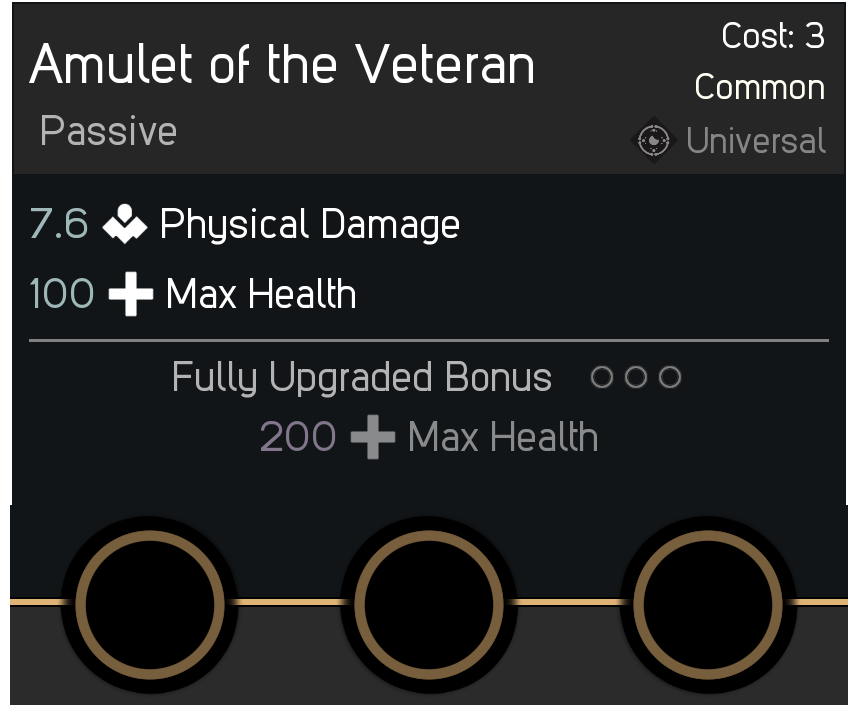 Amulet of the Veteran
Cost: 3
Common
Passive
Universal
7.6 Physical Damage
100 Max Health
Fully Upgraded Bonus
200 Max Health